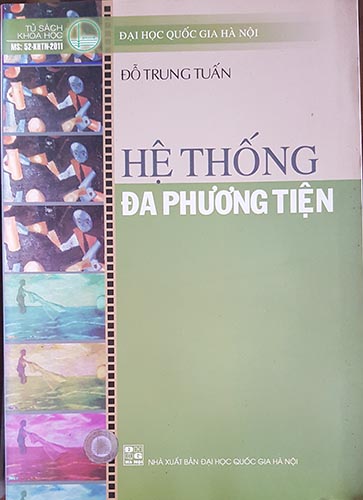 TỦ SÁCH
KHOA HỌC
MS: 52-KHTN-2011
ĐẠI HỌC QUỐC GIA HÀ NỘI
ĐỖ TRUNG TUẤN
HỆ THỐNG
ĐA PHƯƠNG TIỆN
NHÀ XUẤT BẢN ĐẠI HỌC QUỐC GIA HÀ NỘI